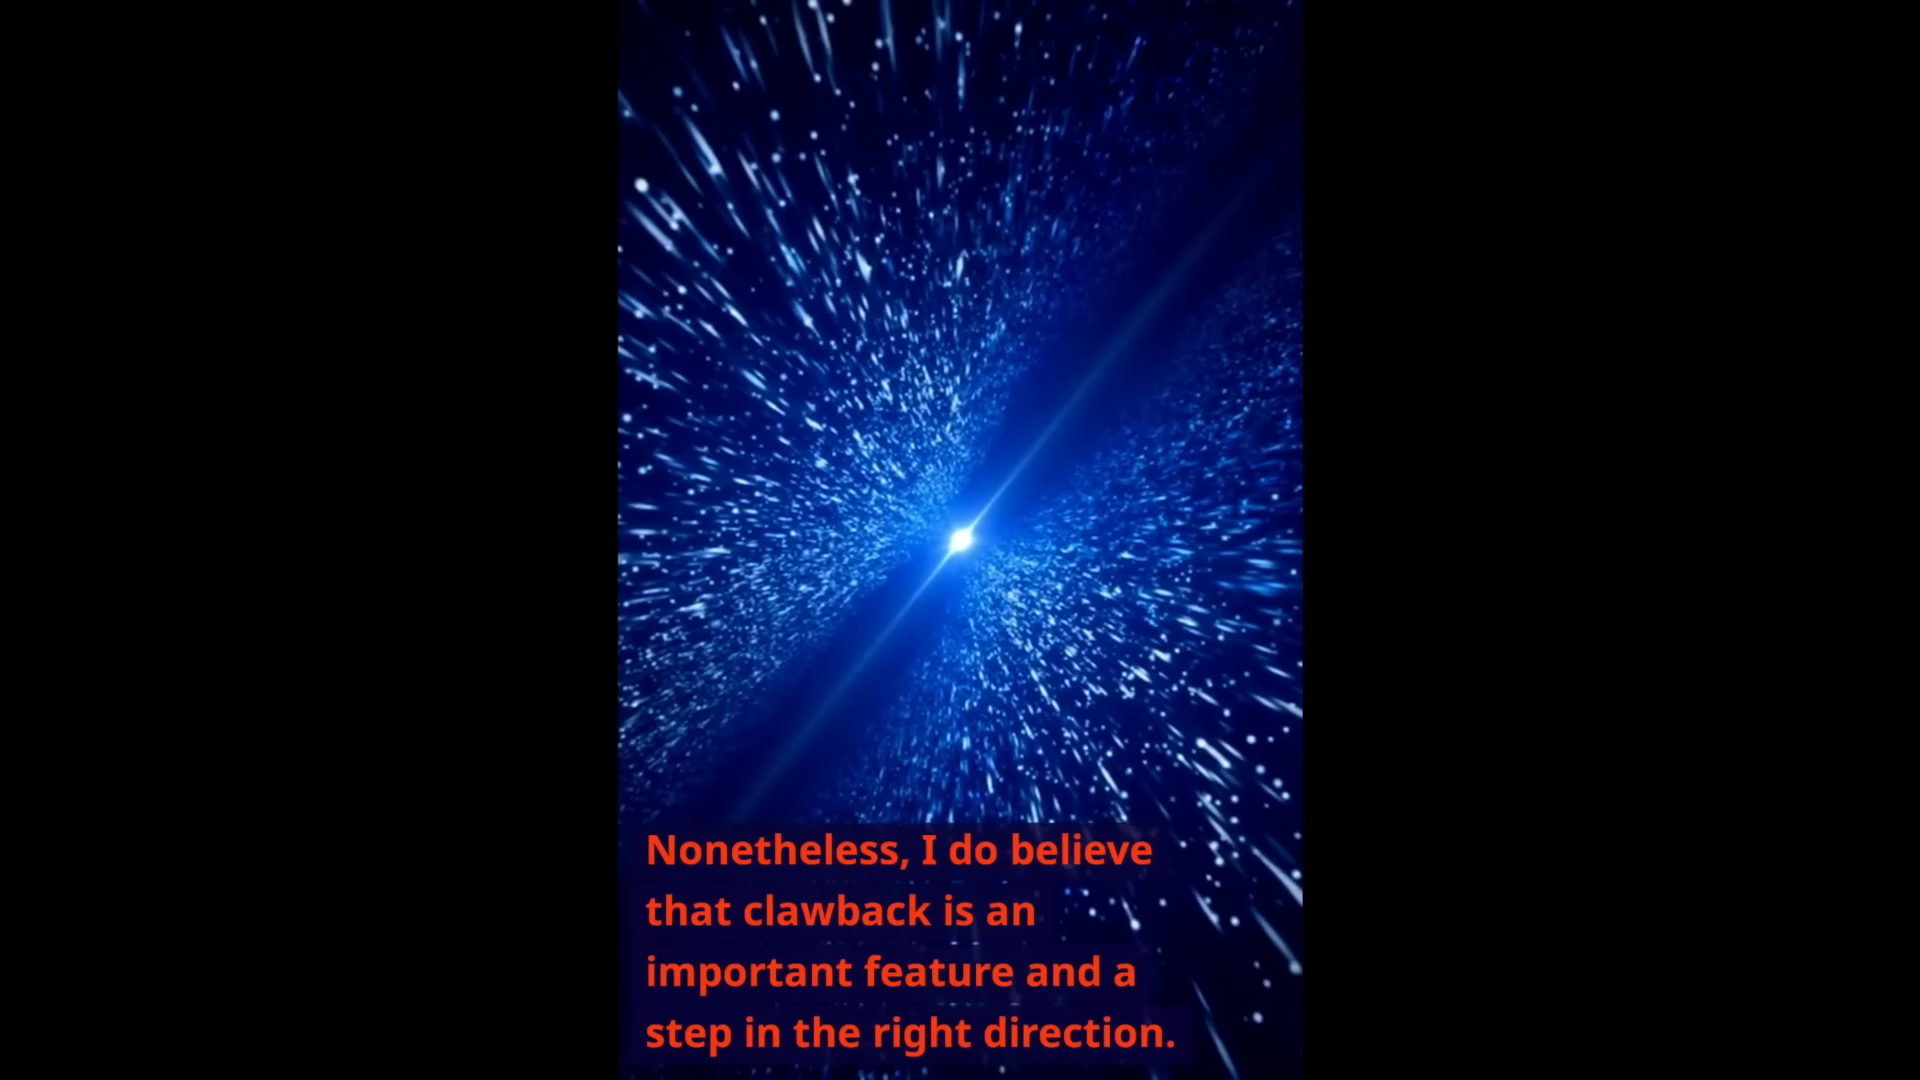 Nonetheless, I do believe
that clawback is an
important feature and a
step in the right direction.